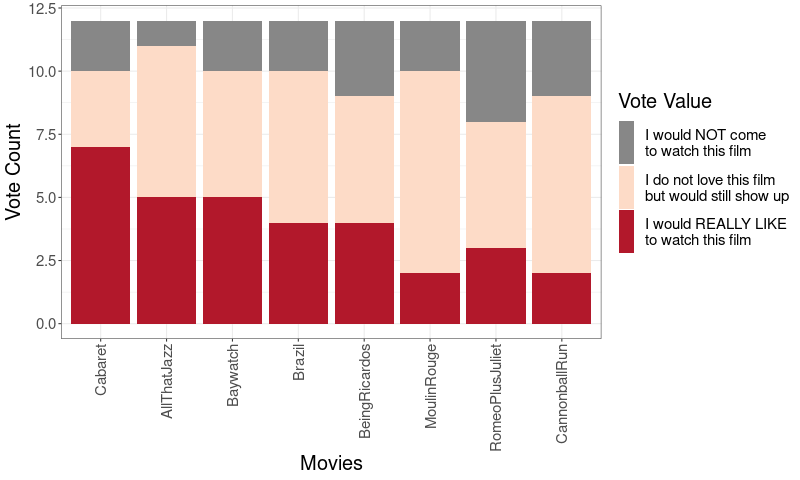 12.5
10.0
7.5
5.0
2.5
0.0
Vote Count
Cabaret
AllThatJazz
Baywatch
Brazil
BeingRicardos
MoulinRouge
RomeoPlusJuliet
CannonballRun
Movies
Vote Value
I would NOT come
to watch this film
I do not love this film
but would still show up
I would REALLY LIKE
to watch this film